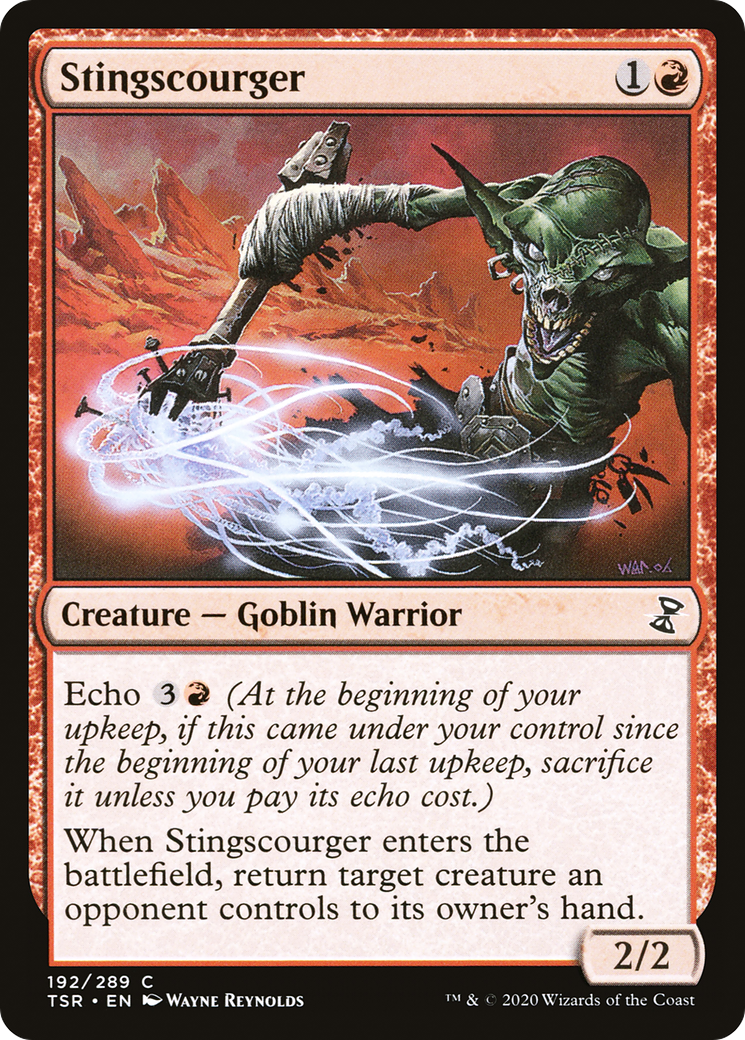 Stingscourger 1
Creature — Goblin Warrior
Echo 3 (At the beginning of your
upkeep, if this came under your control since
the beginning of your last upkeep, sacrifice
it unless you pay its echo cost.)
When Stingscourger enters the
battlefield, return target creature an
opponent controls to its owner's hand.
2/2
192/289 C
TSR • EN Wayne Reynolds
™ & © 2020 Wizards of the Coast